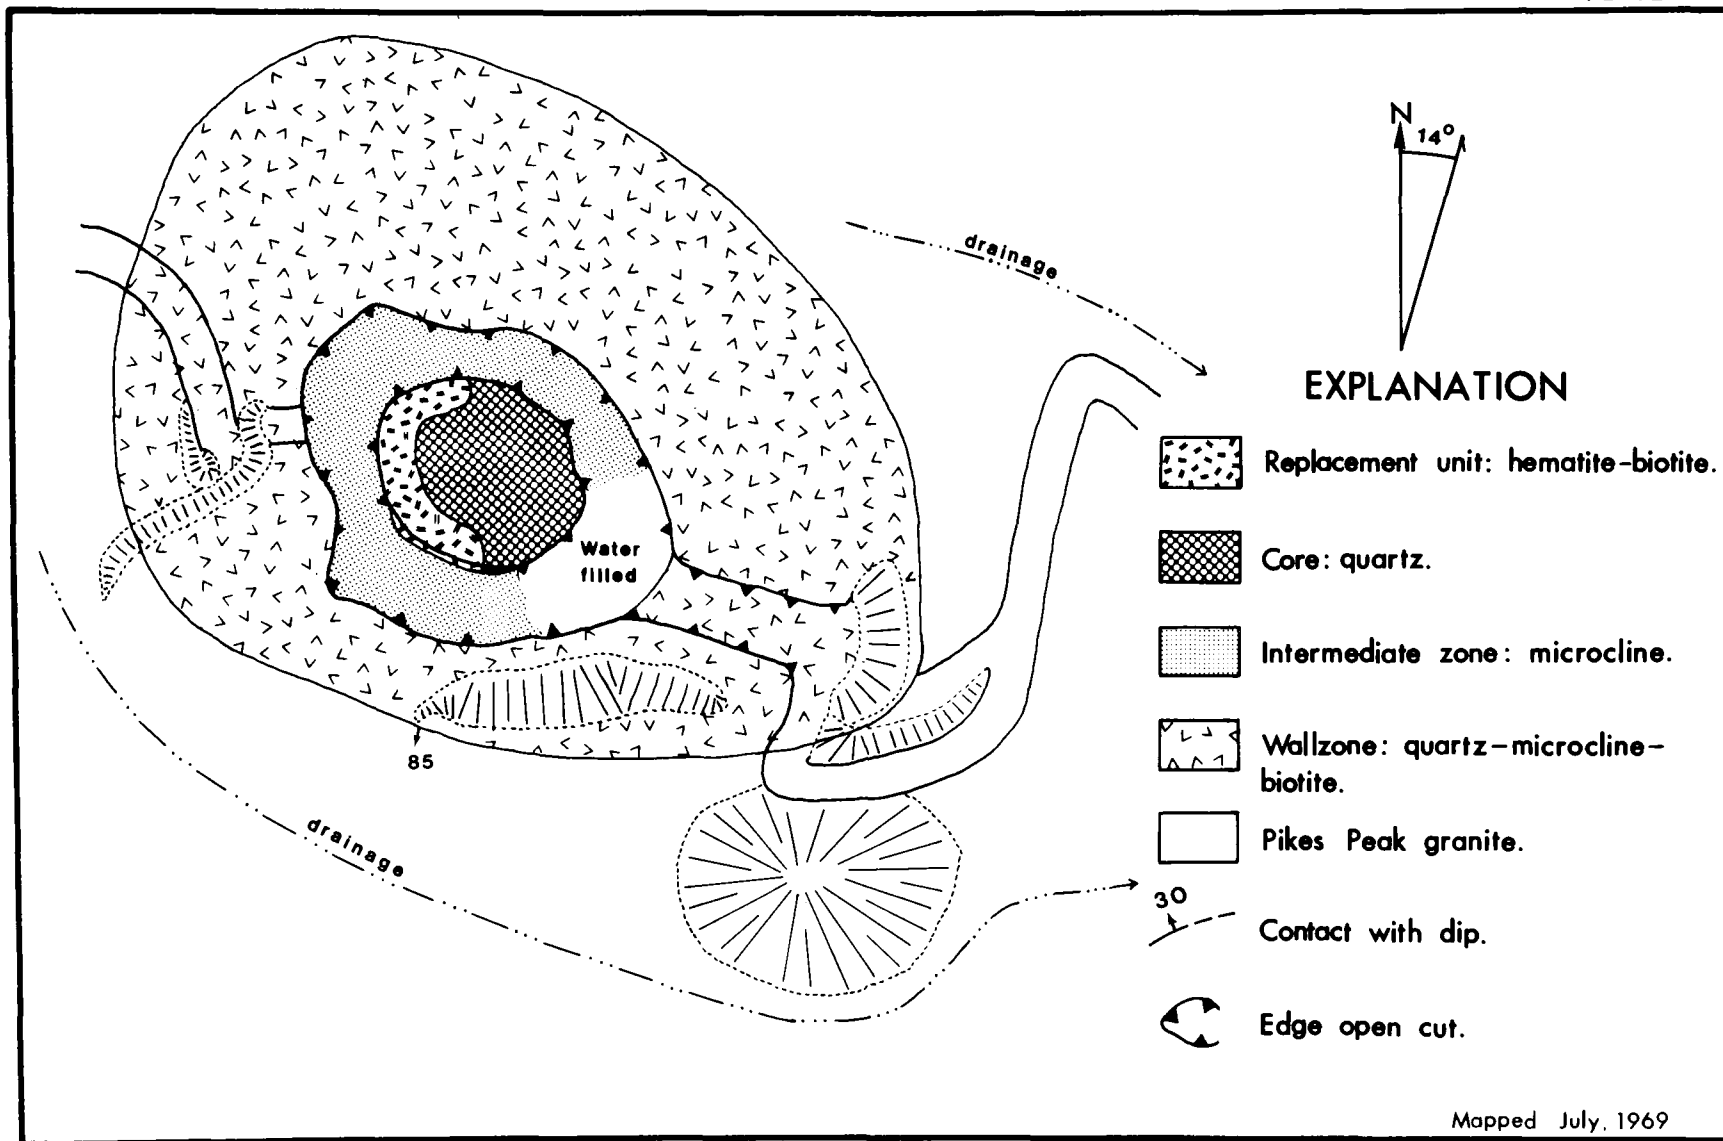 N
14°
drainage
EXPLANATION
Replacement unit: hematite-biotite.
Core: quartz.
Water
filled
Intermediate zone: microcline.
Wallzone: quartz-microcline-
biotite.
85
Pikes Peak granite.
drainage
30
Contact with dip.
Edge open cut.
Mapped July, 1969